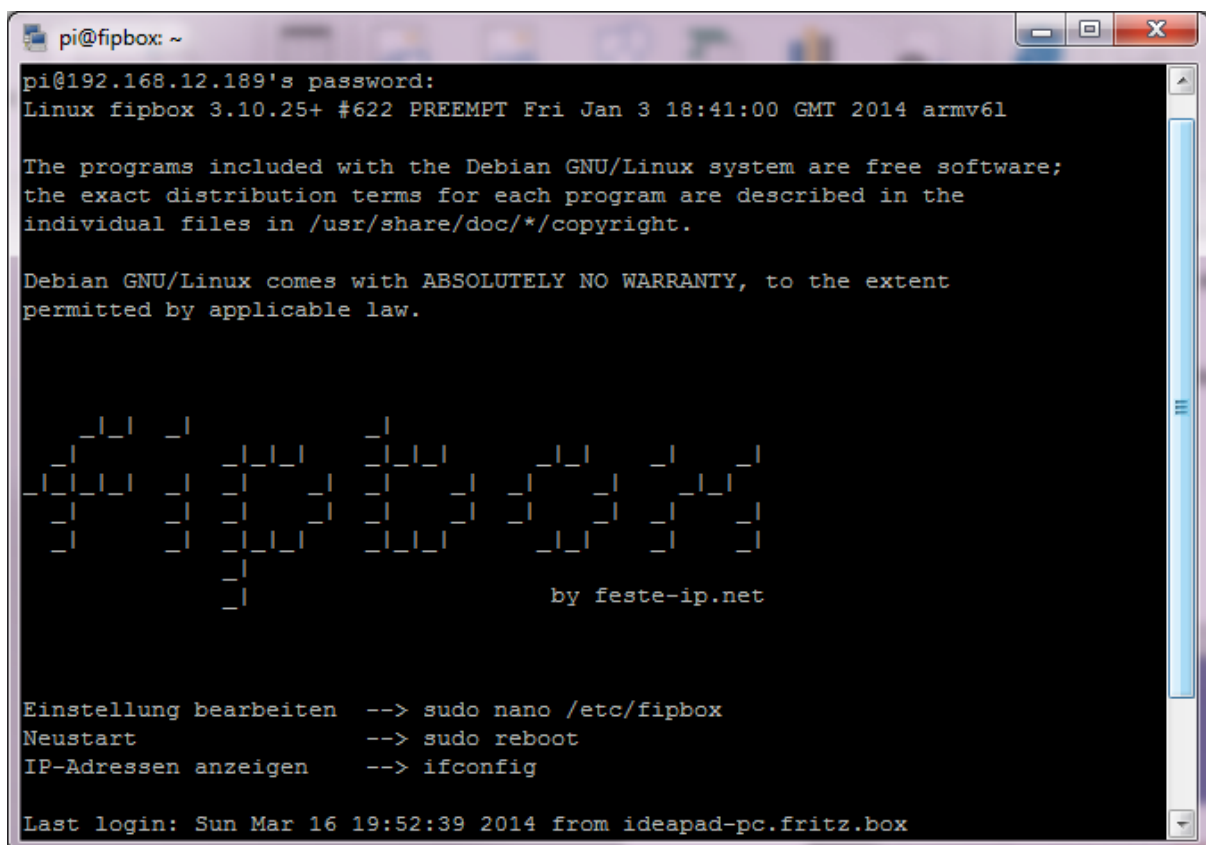 pi@fipbox: ~
pi@192.168.12.189's password:
Linux fipbox 3.10.25+ #622 PREEMPT Fri Jan 3 18:41:00 GMT 2014 armv6l
The programs included with the Debian GNU/Linux system are free software;
the exact distribution terms for each program are described in the
individual files in /usr/share/doc/*/copyright.
Debian GNU/Linux comes with ABSOLUTELY NO WARRANTY, to the extent
permitted by applicable law.
fipbox
by feste-ip.net
Einstellung bearbeiten --> sudo nano /etc/fipbox
Neustart --> sudo reboot
IP-Adressen anzeigen --> ifconfig
Last login: Sun Mar 16 19:52:39 2014 from ideapad-pc.fritz.box